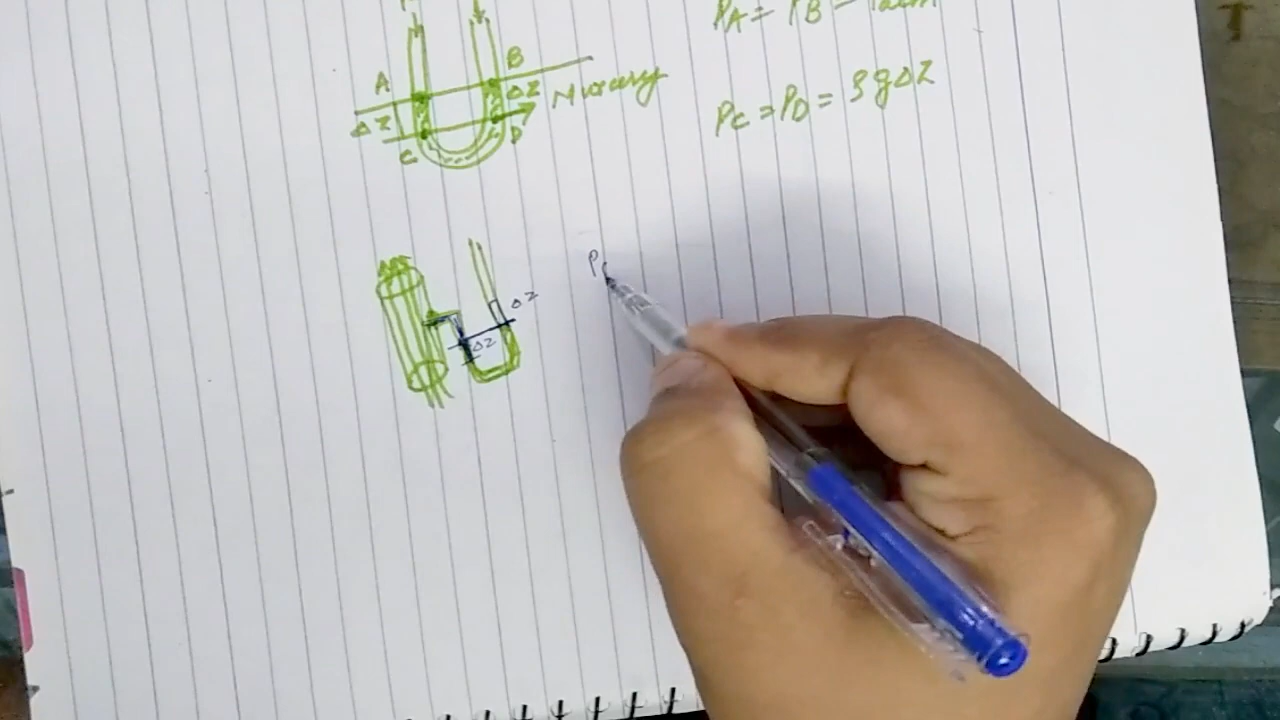 PA = PB = Patm
B
A
ΔZ
Mercury
ΔZ
D
C
PC = PD = ρgΔZ
ΔZ
ΔZ
P